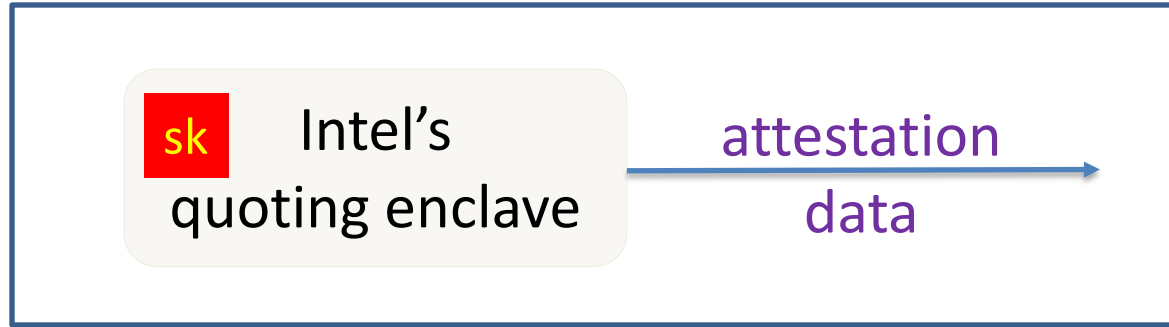 sk
Intel’s
quoting enclave
attestation
data